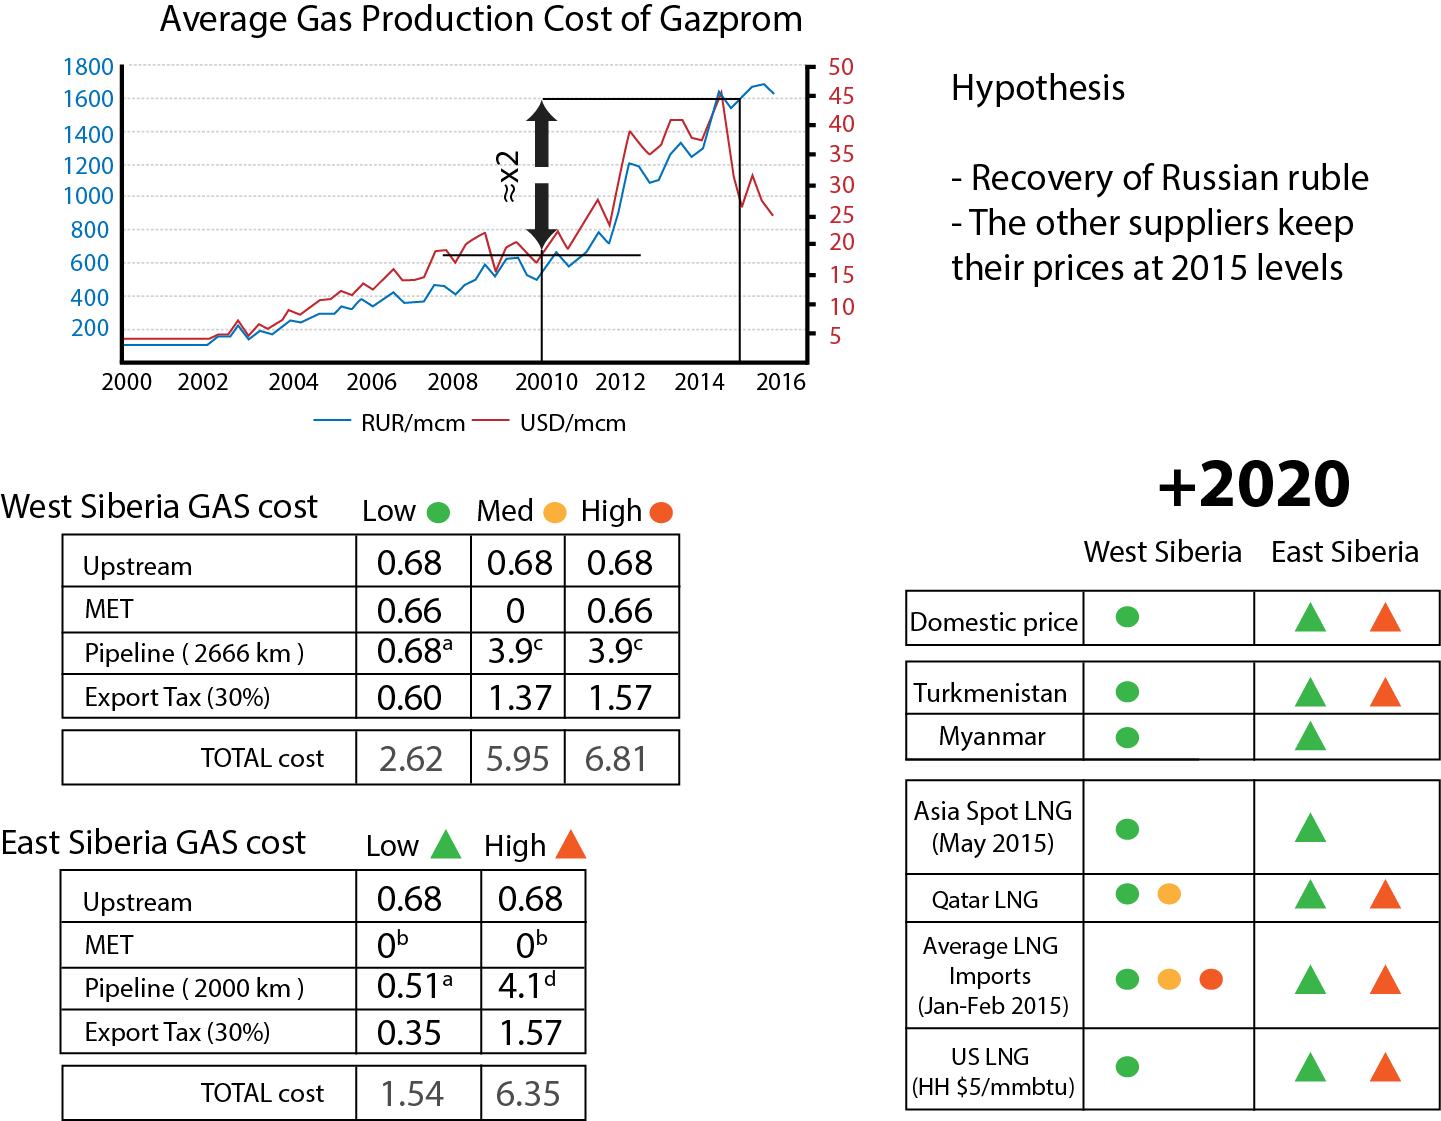 Average Gas Production Cost of Gazprom
1800
1600
1400
1200
1000
800
600
400
200
50
45
40
35
30
25
20
15
10
5
≈x2
2000 2002 2004 2006 2008 20010 2012 2014 2016
RUR/mcm USD/mcm
Hypothesis
- Recovery of Russian ruble
- The other suppliers keep
their prices at 2015 levels
West Siberia GAS cost Low Med High
Upstream 0.68 0.68 0.68
MET 0.66 0 0.66
Pipeline ( 2666 km ) 0.68ᵃ 3.9ᶜ 3.9ᶜ
Export Tax (30%) 0.60 1.37 1.57
TOTAL cost 2.62 5.95 6.81
East Siberia GAS cost Low High
Upstream 0.68 0.68
MET 0ᵇ 0ᵇ
Pipeline ( 2000 km ) 0.51ᵃ 4.1ᵈ
Export Tax (30%) 0.35 1.57
TOTAL cost 1.54 6.35
+2020
West Siberia East Siberia
Domestic price
Turkmenistan
Myanmar
Asia Spot LNG
(May 2015)
Qatar LNG
Average LNG
Imports
(Jan-Feb 2015)
US LNG
(HH $5/mmbtu)